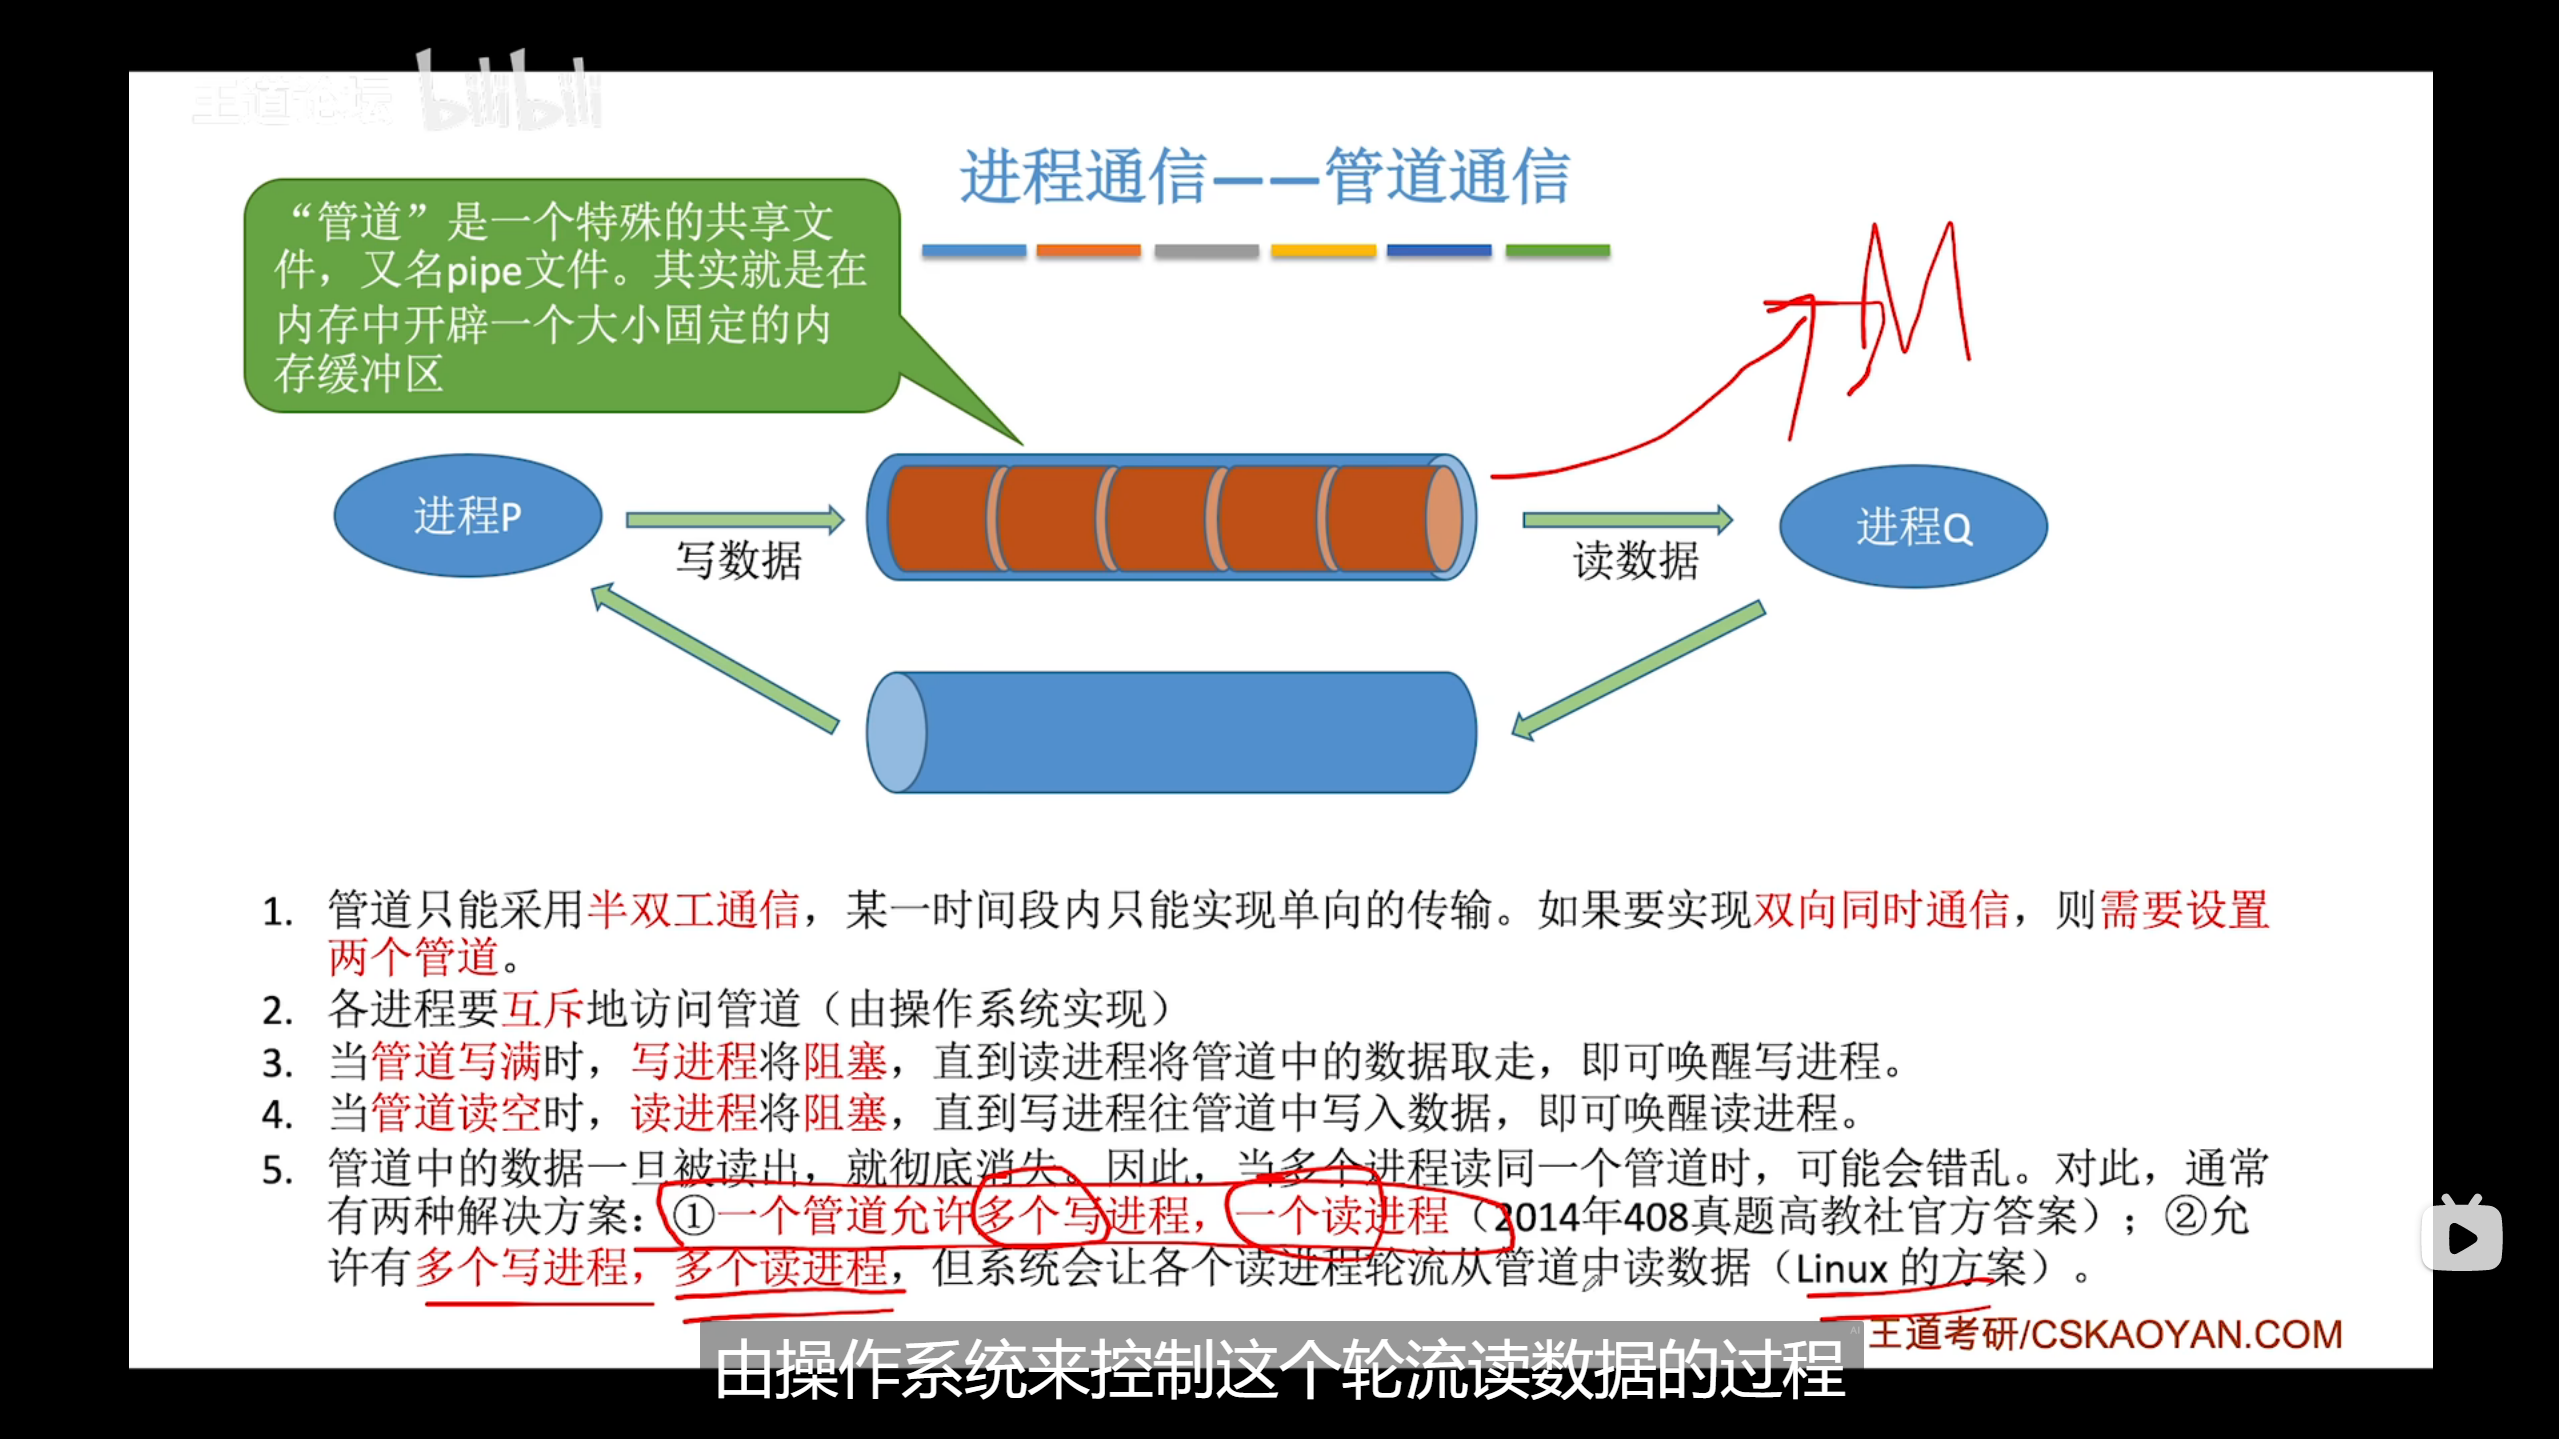 王道论坛 bilibili
进程通信——管道通信
“管道”是一个特殊的共享文
件，又名pipe文件。其实就是在
内存中开辟一个大小固定的内
存缓冲区
M
进程P
写数据
读数据
进程Q
1. 管道只能采用半双工通信，某一时间段内只能实现单向的传输。如果要实现双向同时通信，则需要设置
两个管道。
2. 各进程要互斥地访问管道（由操作系统实现）
3. 当管道写满时，写进程将阻塞，直到读进程将管道中的数据取走，即可唤醒写进程。
4. 当管道读空时，读进程将阻塞，直到写进程往管道中写入数据，即可唤醒读进程。
5. 管道中的数据一旦被读出，就彻底消失。因此，当多个进程读同一个管道时，可能会错乱。对此，通常
有两种解决方案：①一个管道允许多个写进程，一个读进程（2014年408真题高教社官方答案）；②允
许有多个写进程，多个读进程，但系统会让各个读进程轮流从管道中读数据（Linux 的方案）。
王道考研/CSKAOYAN.COM
AI
由操作系统来控制这个轮流读数据的过程